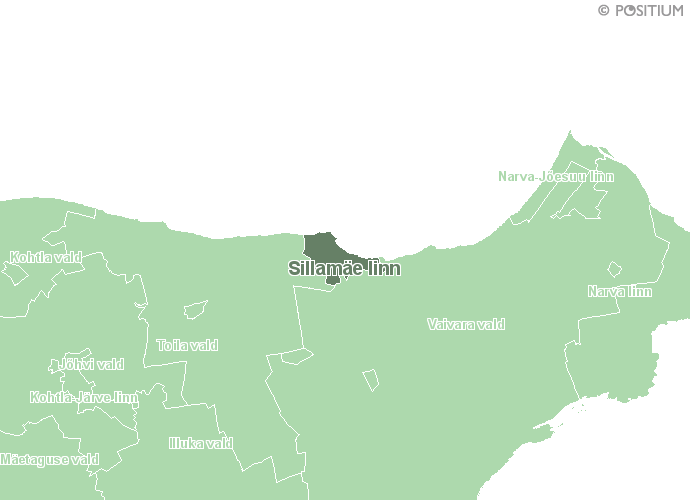 © POSITIUM
Narva-Jõesuu linn
Kohtla vald
Sillamäe linn
Narva linn
Vaivara vald
Toila vald
Jõhvi vald
Kohtla-Järve linn
Illuka vald
Mäetaguse vald